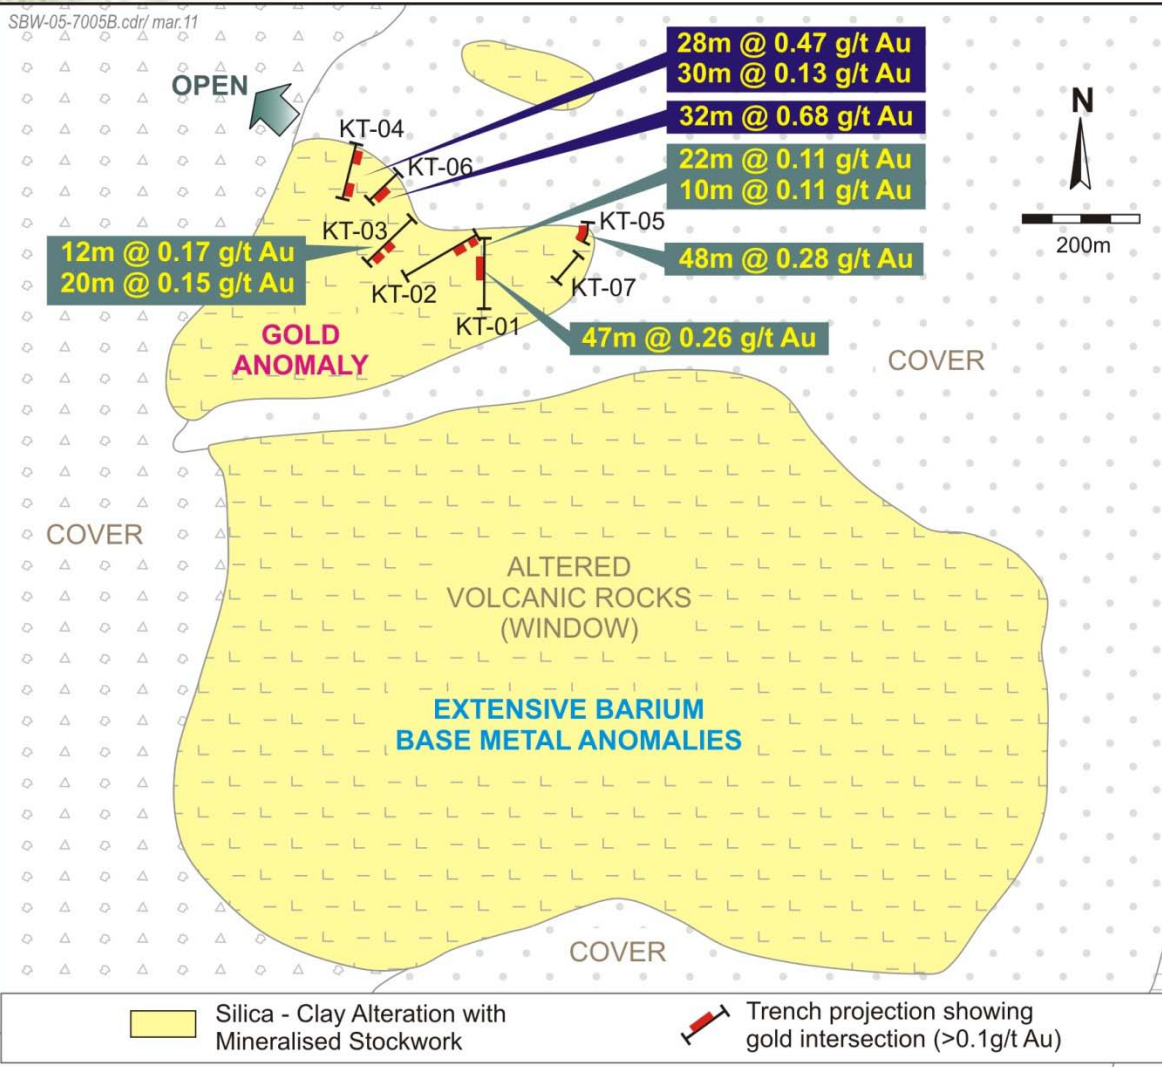 SBW-05-7005B.cdr/ mar.11
28m @ 0.47 g/t Au
30m @ 0.13 g/t Au
OPEN
N
32m @ 0.68 g/t Au
KT-04
KT-06
22m @ 0.11 g/t Au
10m @ 0.11 g/t Au
KT-03
KT-05
200m
12m @ 0.17 g/t Au
20m @ 0.15 g/t Au
48m @ 0.28 g/t Au
KT-02
KT-07
KT-01
47m @ 0.26 g/t Au
GOLD
ANOMALY
COVER
COVER
ALTERED
VOLCANIC ROCKS
(WINDOW)
EXTENSIVE BARIUM
BASE METAL ANOMALIES
COVER
Silica - Clay Alteration with
Mineralised Stockwork
Trench projection showing
gold intersection (>0.1g/t Au)